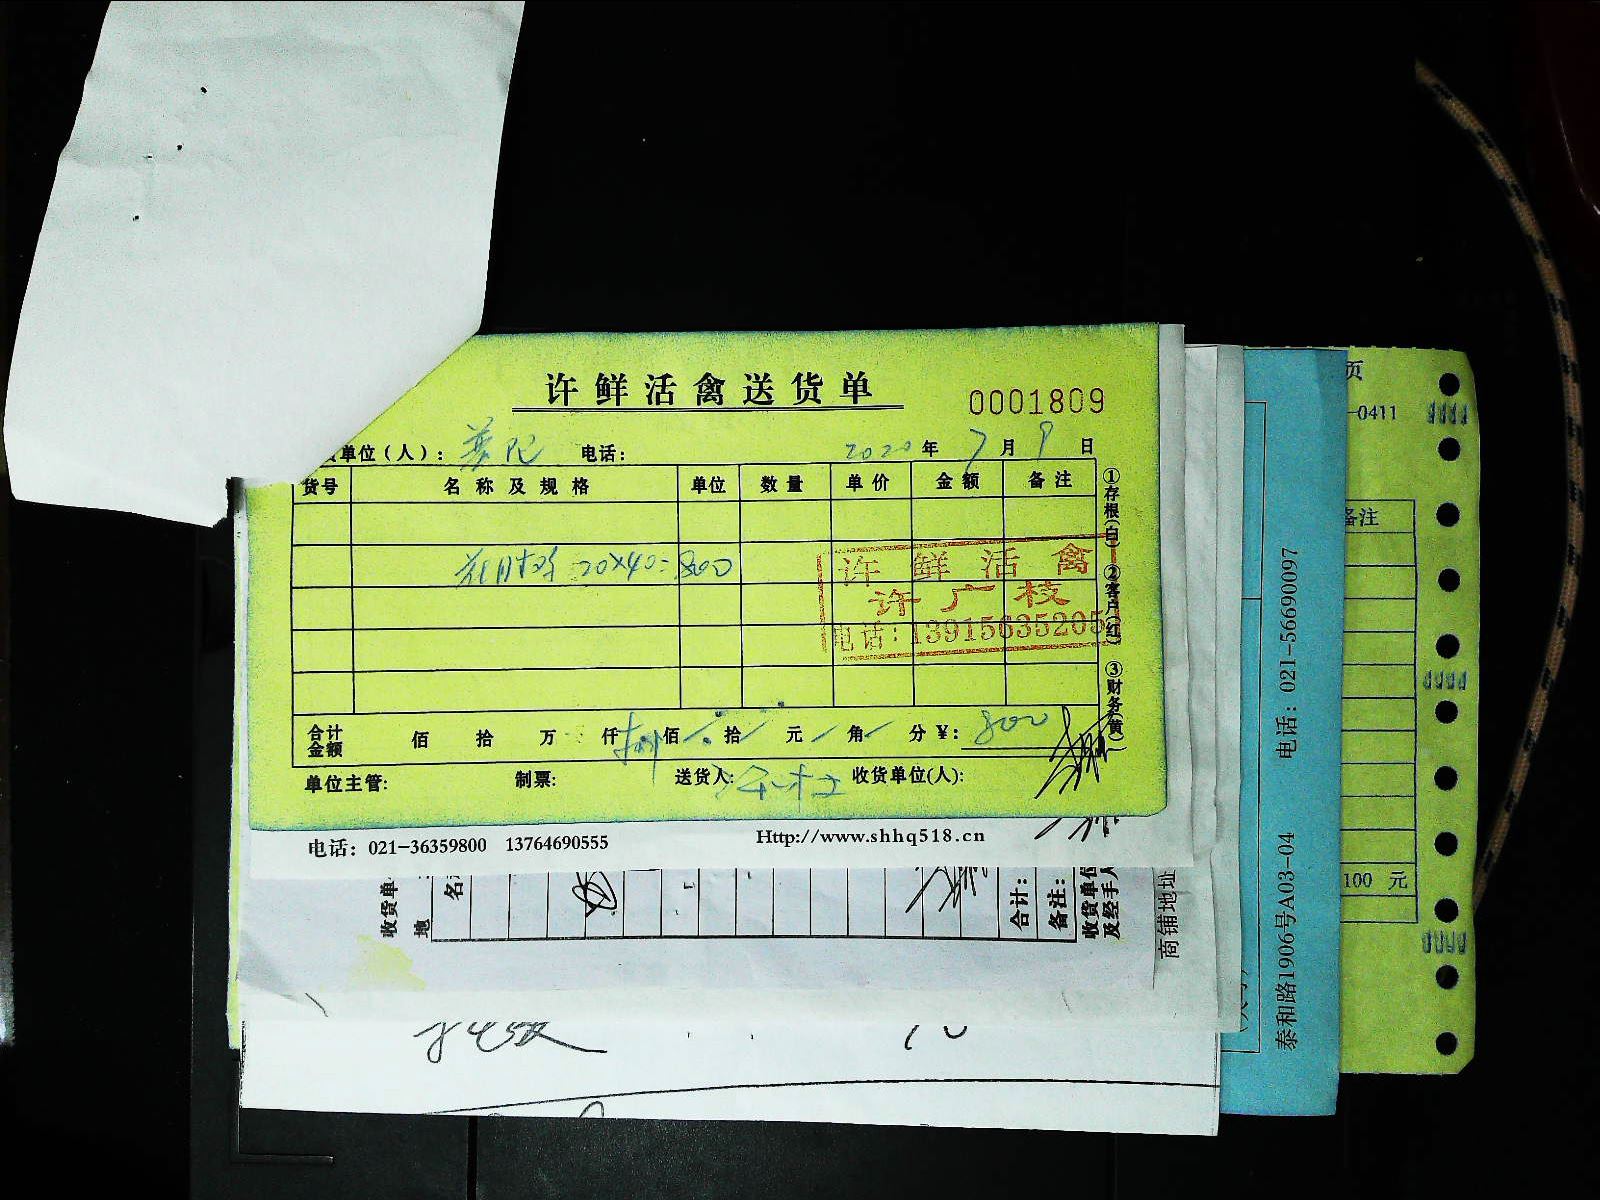 许鲜活禽送货单
0001809
单位(人): 普陀 电话: 2020年7月9日
货号 名称及规格 单位 数量 单价 金额 备注
20×40=800
许鲜活禽
许广枝
电话:13915635205
①存根(白) ②客户(红) ③财务(黄)
合计金额 佰 拾 万 仟 捌佰 拾 元 角 分 ¥: 800
单位主管: 制票: 送货人: 收货单位(人):
电话: 021-36359800 13764690555
Http://www.shhq518.cn
收货单
地
名
合计:
备注:
收货单位
及经手人
商铺地址
泰和路1906号A03-04 电话: 021-56690097
页
-0411
备注
100 元